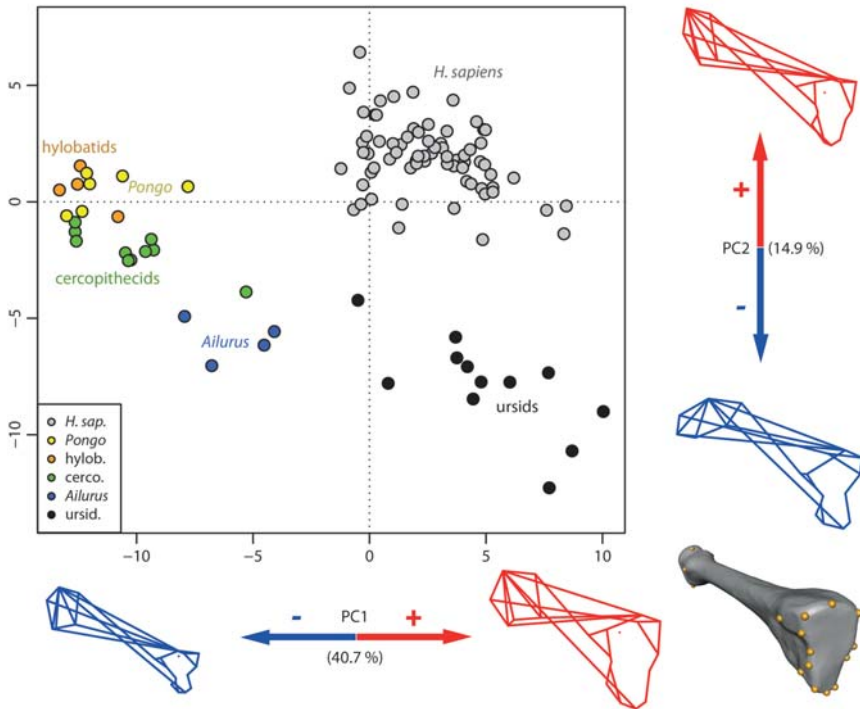 H. sapiens
5
hylobatids
Pongo
0
cercopithecids
-5
Ailurus
ursids
-10
H. sap.
Pongo
hylob.
cerco.
Ailurus
ursid.
-10 -5 0 5 10
+
PC2 (14.9 %)
-
- PC1 +
(40.7 %)